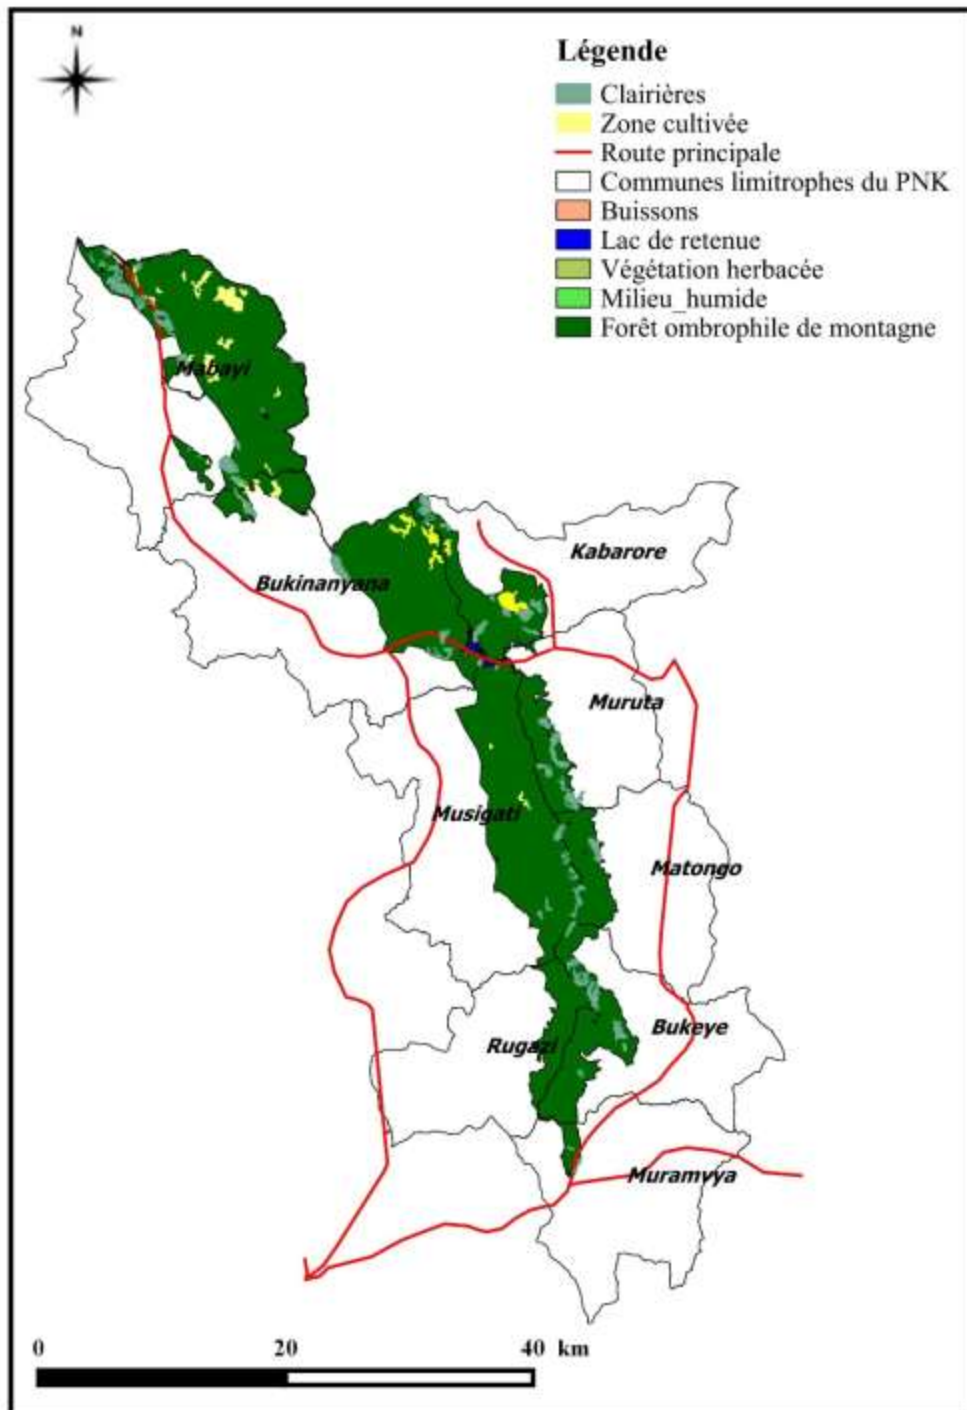 N
Légende
Clairières
Zone cultivée
Route principale
Communes limitrophes du PNK
Buissons
Lac de retenue
Végétation herbacée
Milieu_humide
Forêt ombrophile de montagne
Mabayi
Kabarore
Bukinanyana
Muruta
Musigati
Matongo
Bukeye
Rugazi
Muramvya
0 20 40 km